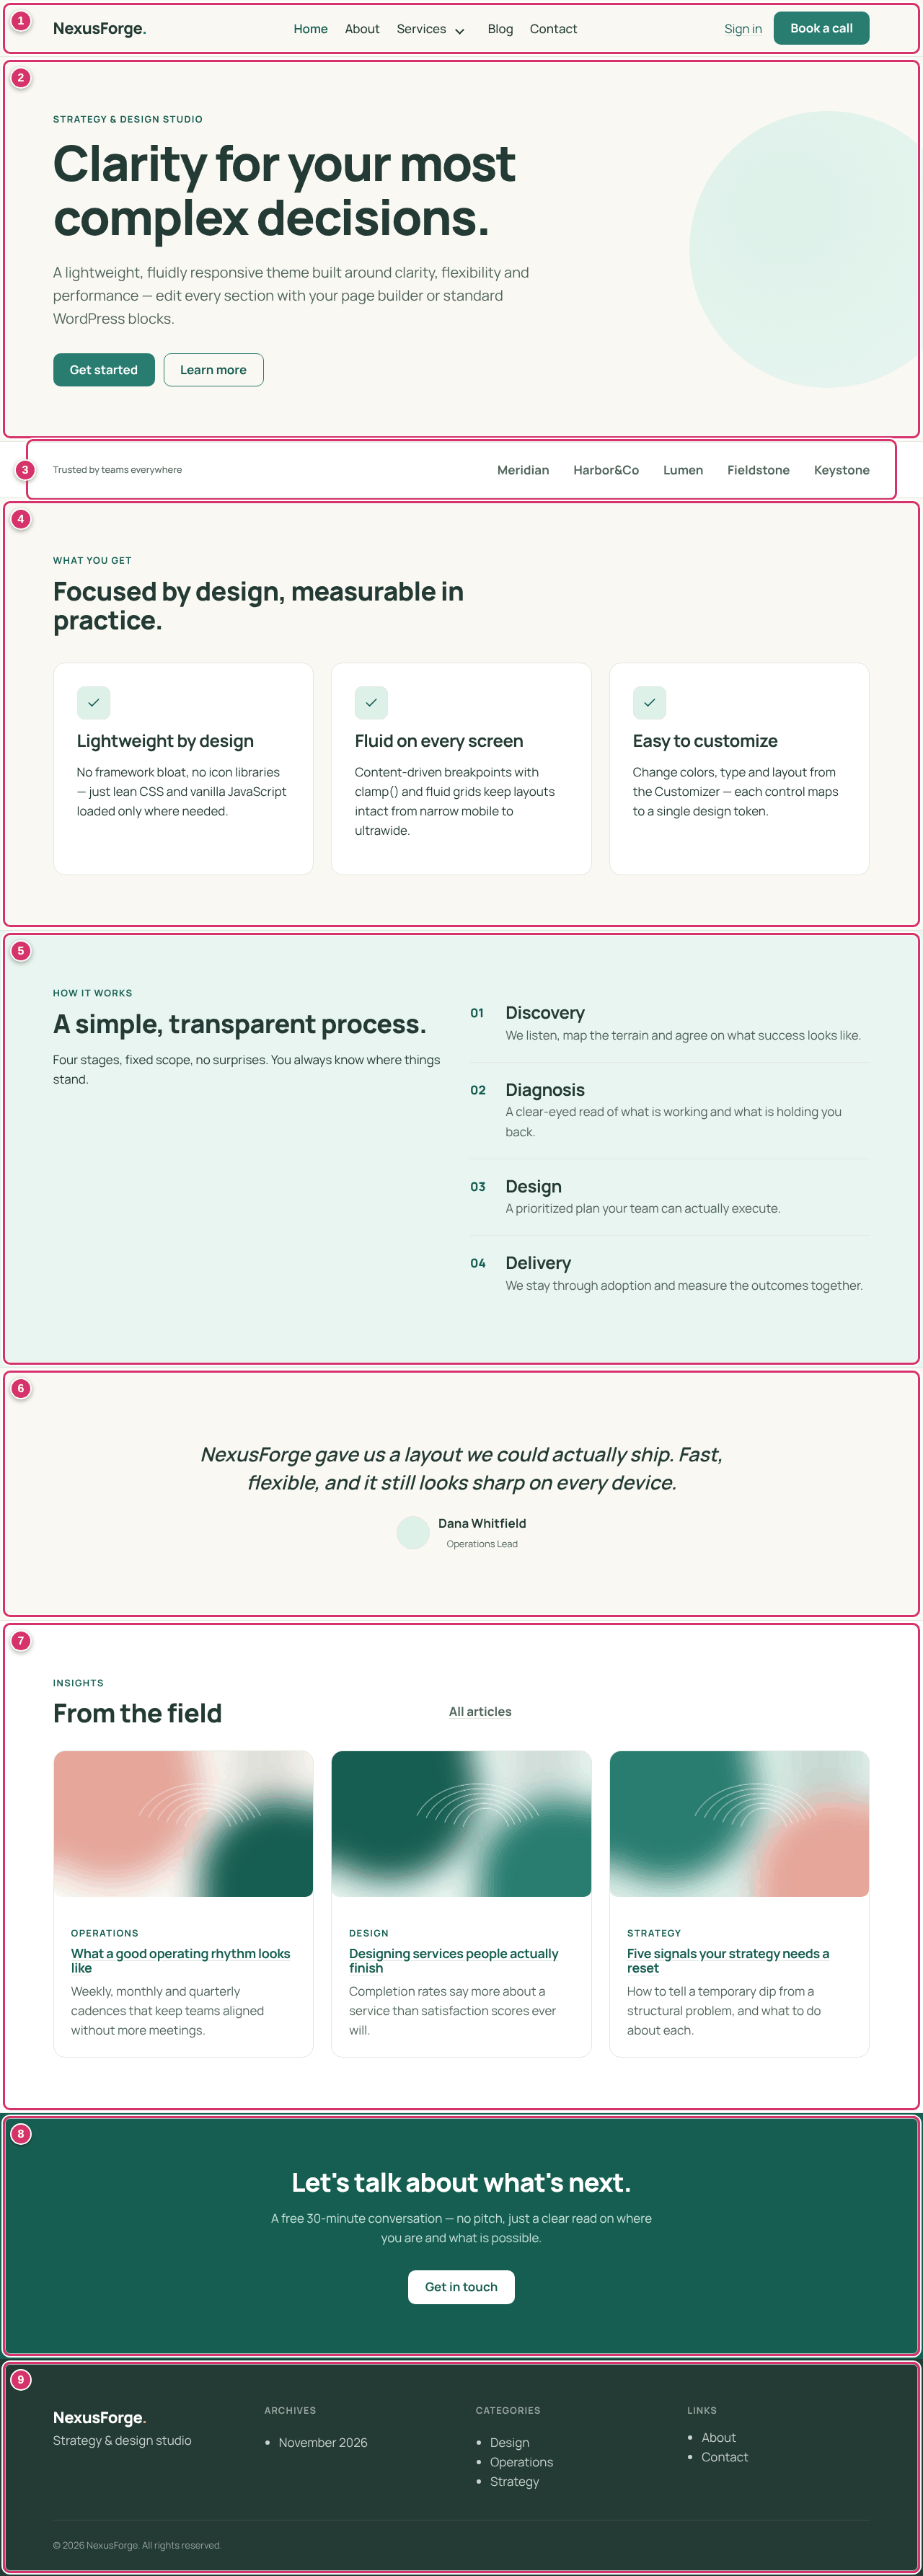 1
NexusForge.
Home About Services Blog Contact
Sign in
Book a call
2
STRATEGY & DESIGN STUDIO
Clarity for your most
complex decisions.
A lightweight, fluidly responsive theme built around clarity, flexibility and
performance — edit every section with your page builder or standard
WordPress blocks.
Get started
Learn more
3
Trusted by teams everywhere
Meridian Harbor&Co Lumen Fieldstone Keystone
4
WHAT YOU GET
Focused by design, measurable in
practice.
Lightweight by design
No framework bloat, no icon libraries
— just lean CSS and vanilla JavaScript
loaded only where needed.
Fluid on every screen
Content-driven breakpoints with
clamp() and fluid grids keep layouts
intact from narrow mobile to
ultrawide.
Easy to customize
Change colors, type and layout from
the Customizer — each control maps
to a single design token.
5
HOW IT WORKS
A simple, transparent process.
Four stages, fixed scope, no surprises. You always know where things
stand.
01 Discovery
We listen, map the terrain and agree on what success looks like.
02 Diagnosis
A clear-eyed read of what is working and what is holding you
back.
03 Design
A prioritized plan your team can actually execute.
04 Delivery
We stay through adoption and measure the outcomes together.
6
NexusForge gave us a layout we could actually ship. Fast,
flexible, and it still looks sharp on every device.
Dana Whitfield
Operations Lead
7
INSIGHTS
From the field
All articles
OPERATIONS
What a good operating rhythm looks
like
Weekly, monthly and quarterly
cadences that keep teams aligned
without more meetings.
DESIGN
Designing services people actually
finish
Completion rates say more about a
service than satisfaction scores ever
will.
STRATEGY
Five signals your strategy needs a
reset
How to tell a temporary dip from a
structural problem, and what to do
about each.
8
Let's talk about what's next.
A free 30-minute conversation — no pitch, just a clear read on where
you are and what is possible.
Get in touch
9
NexusForge.
Strategy & design studio
ARCHIVES
November 2026
CATEGORIES
Design
Operations
Strategy
LINKS
About
Contact
© 2026 NexusForge. All rights reserved.